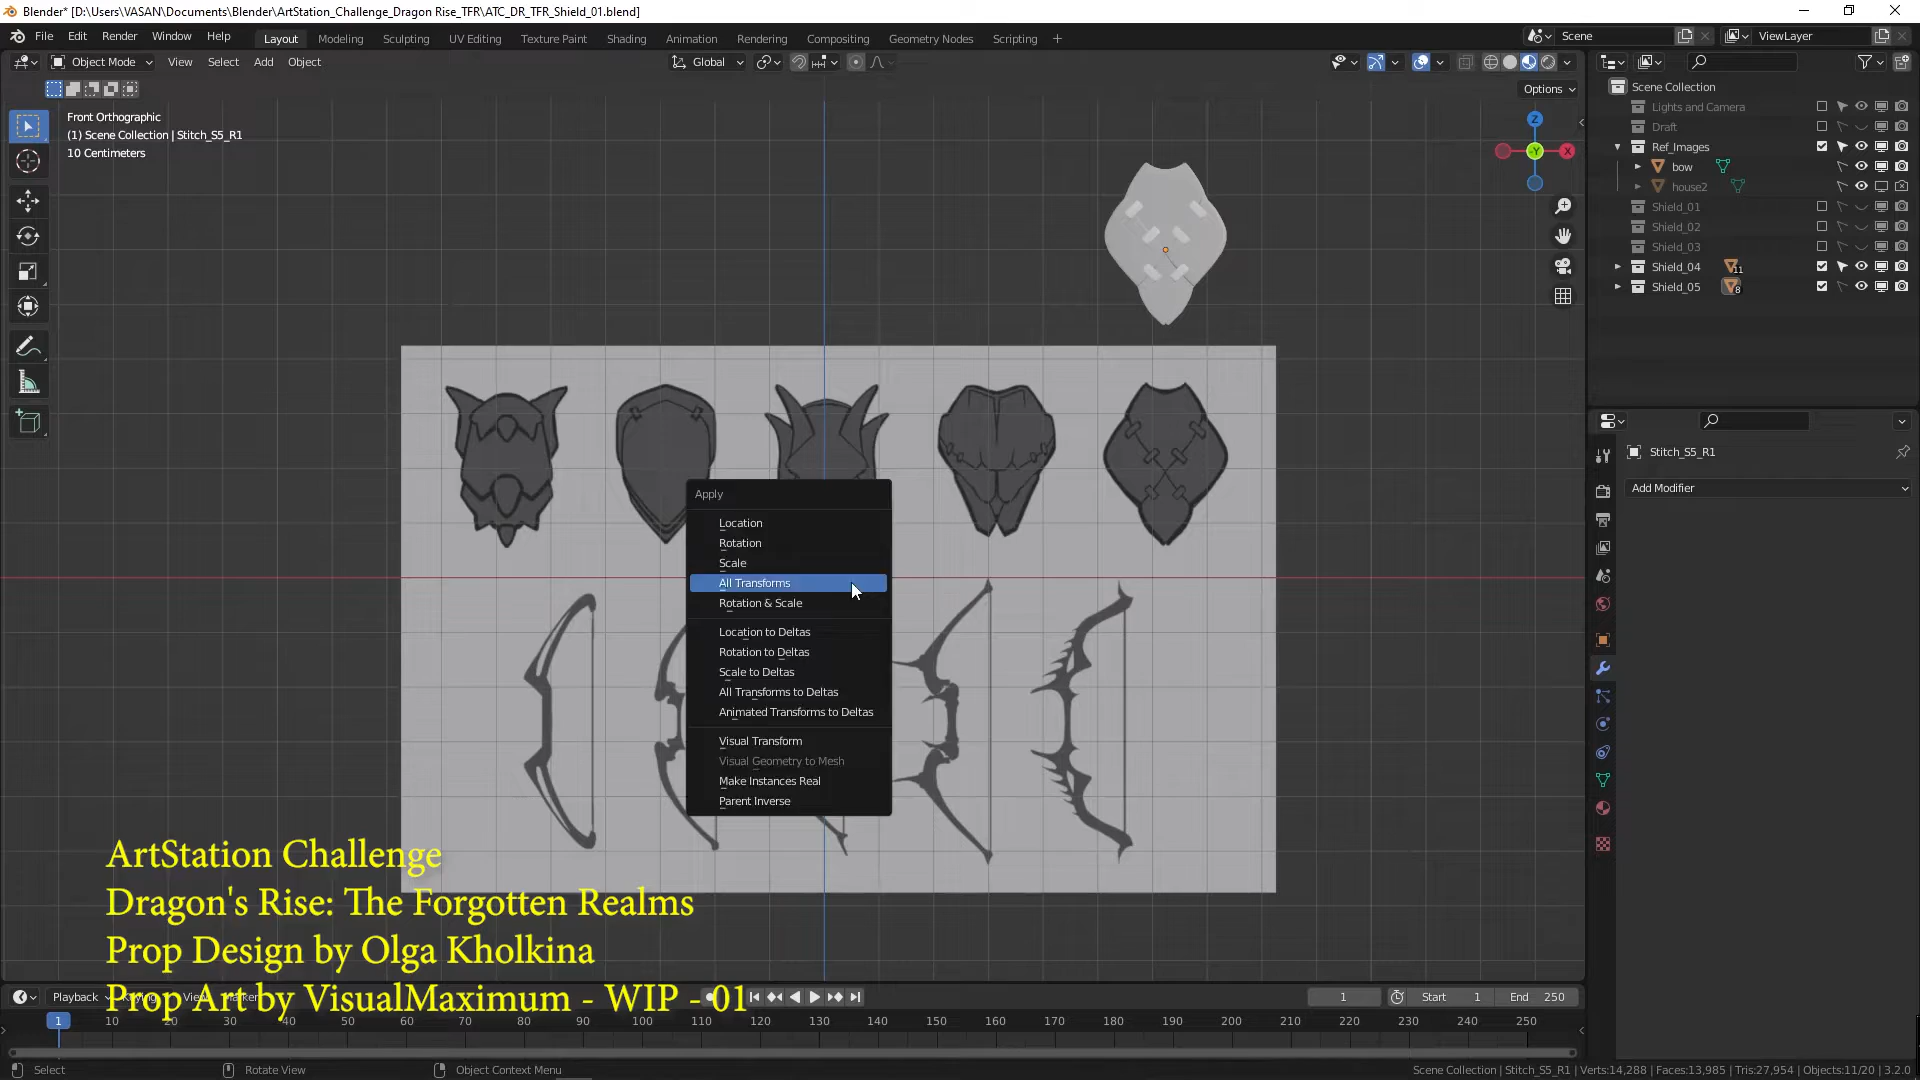 Blender* [D:\Users\VASAN\Documents\Blender\ArtStation_Challenge_Dragon Rise_TFR\ATC_DR_TFR_Shield_01.blend]
File Edit Render Window Help Layout Modeling Sculpting UV Editing Texture Paint Shading Animation Rendering Compositing Geometry Nodes Scripting + Scene ViewLayer
Object Mode View Select Add Object Global
Options
Front Orthographic
(1) Scene Collection | Stitch_S5_R1
10 Centimeters
Z
-Y
X
Scene Collection
Lights and Camera
Draft
Ref_Images
bow
house2
Shield_01
Shield_02
Shield_03
Shield_04 11
Shield_05 8
Stitch_S5_R1
Add Modifier
Apply
Location
Rotation
Scale
All Transforms
Rotation & Scale
Location to Deltas
Rotation to Deltas
Scale to Deltas
All Transforms to Deltas
Animated Transforms to Deltas
Visual Transform
Visual Geometry to Mesh
Make Instances Real
Parent Inverse
ArtStation Challenge
Dragon's Rise: The Forgotten Realms
Prop Design by Olga Kholkina
Prop Art by VisualMaximum - WIP - 01
Playback View 1 Start 1 End 250
1 10 20 30 40 50 60 70 80 90 100 110 120 130 140 150 160 170 180 190 200 210 220 230 240 250
Select Rotate View Object Context Menu Scene Collection | Stitch_S5_R1 | Verts:14,288 | Faces:13,985 | Tris:27,954 | Objects:11/20 | 3.2.0